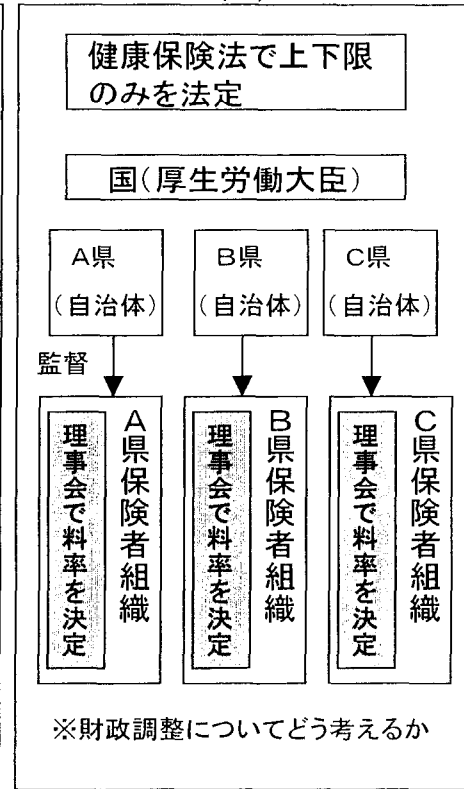 健康保険法で上下限
のみを法定
国(厚生労働大臣)
A県
(自治体)
B県
(自治体)
C県
(自治体)
監督
A県保険者組織
理事会で料率を決定
B県保険者組織
理事会で料率を決定
C県保険者組織
理事会で料率を決定
※財政調整についてどう考えるか